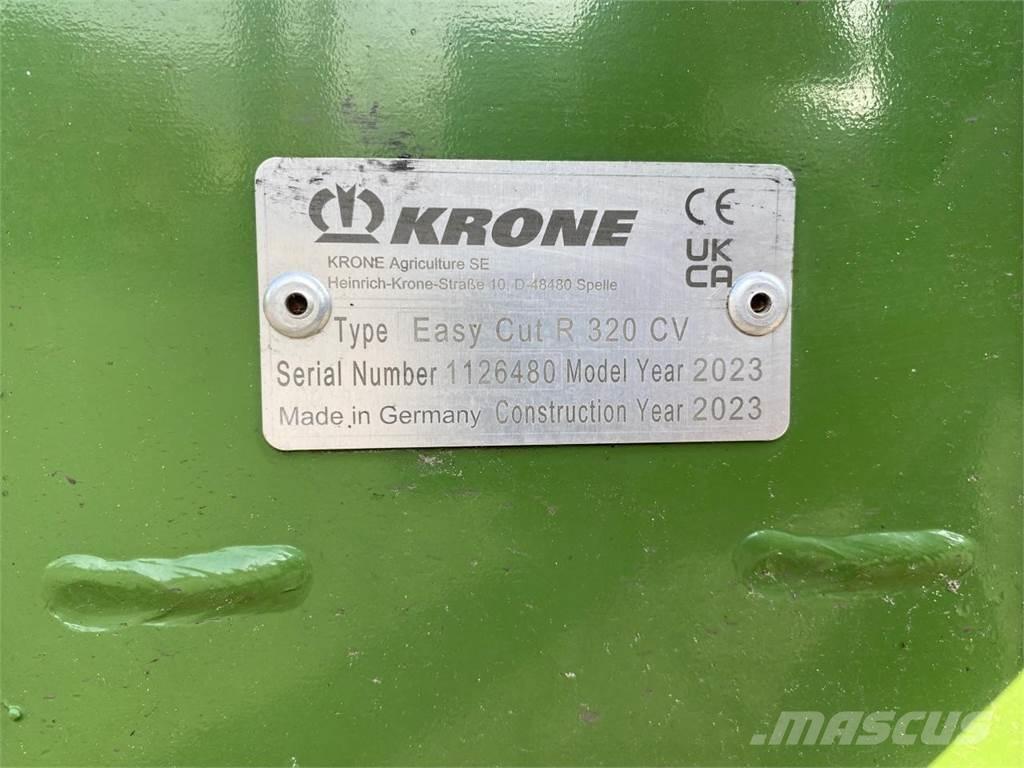 KRONE
CE
UK
CA
KRONE Agriculture SE
Heinrich-Krone-Straße 10, D-48480 Spelle
Type Easy Cut R 320 CV
Serial Number 1126480 Model Year 2023
Made in Germany Construction Year 2023
MASCUS